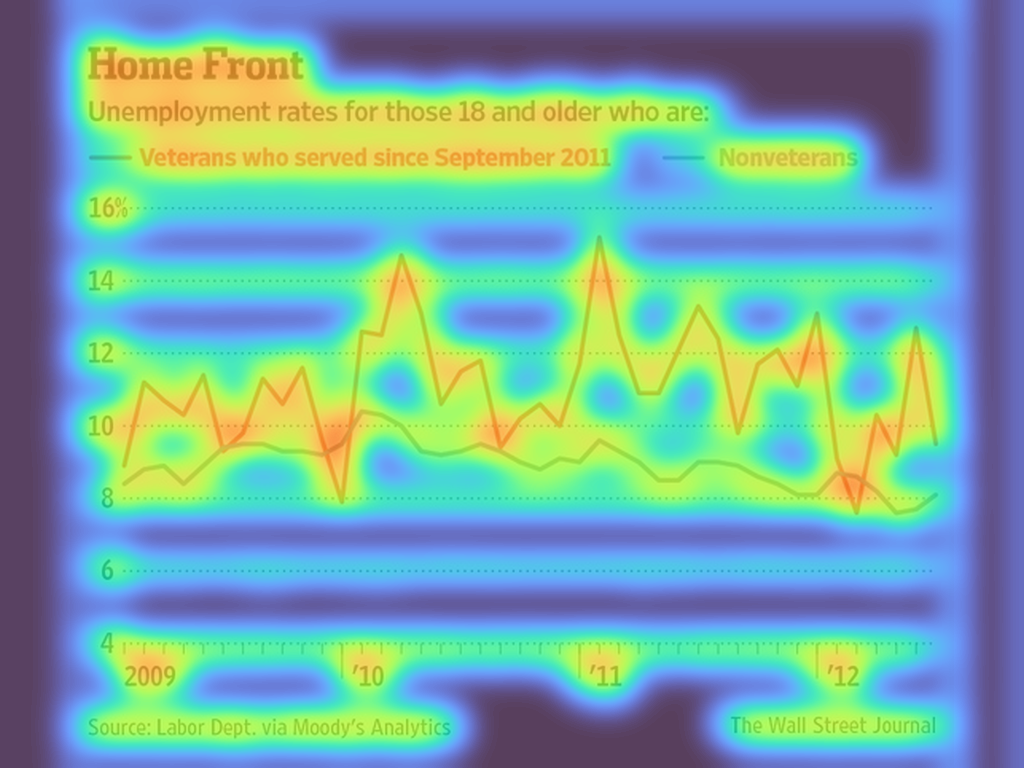 Home Front
Unemployment rates for those 18 and older who are:
Veterans who served since September 2011 Nonveterans
16%
14
12
10
8
6
4
2009 ’10 ’11 ’12
Source: Labor Dept. via Moody’s Analytics The Wall Street Journal